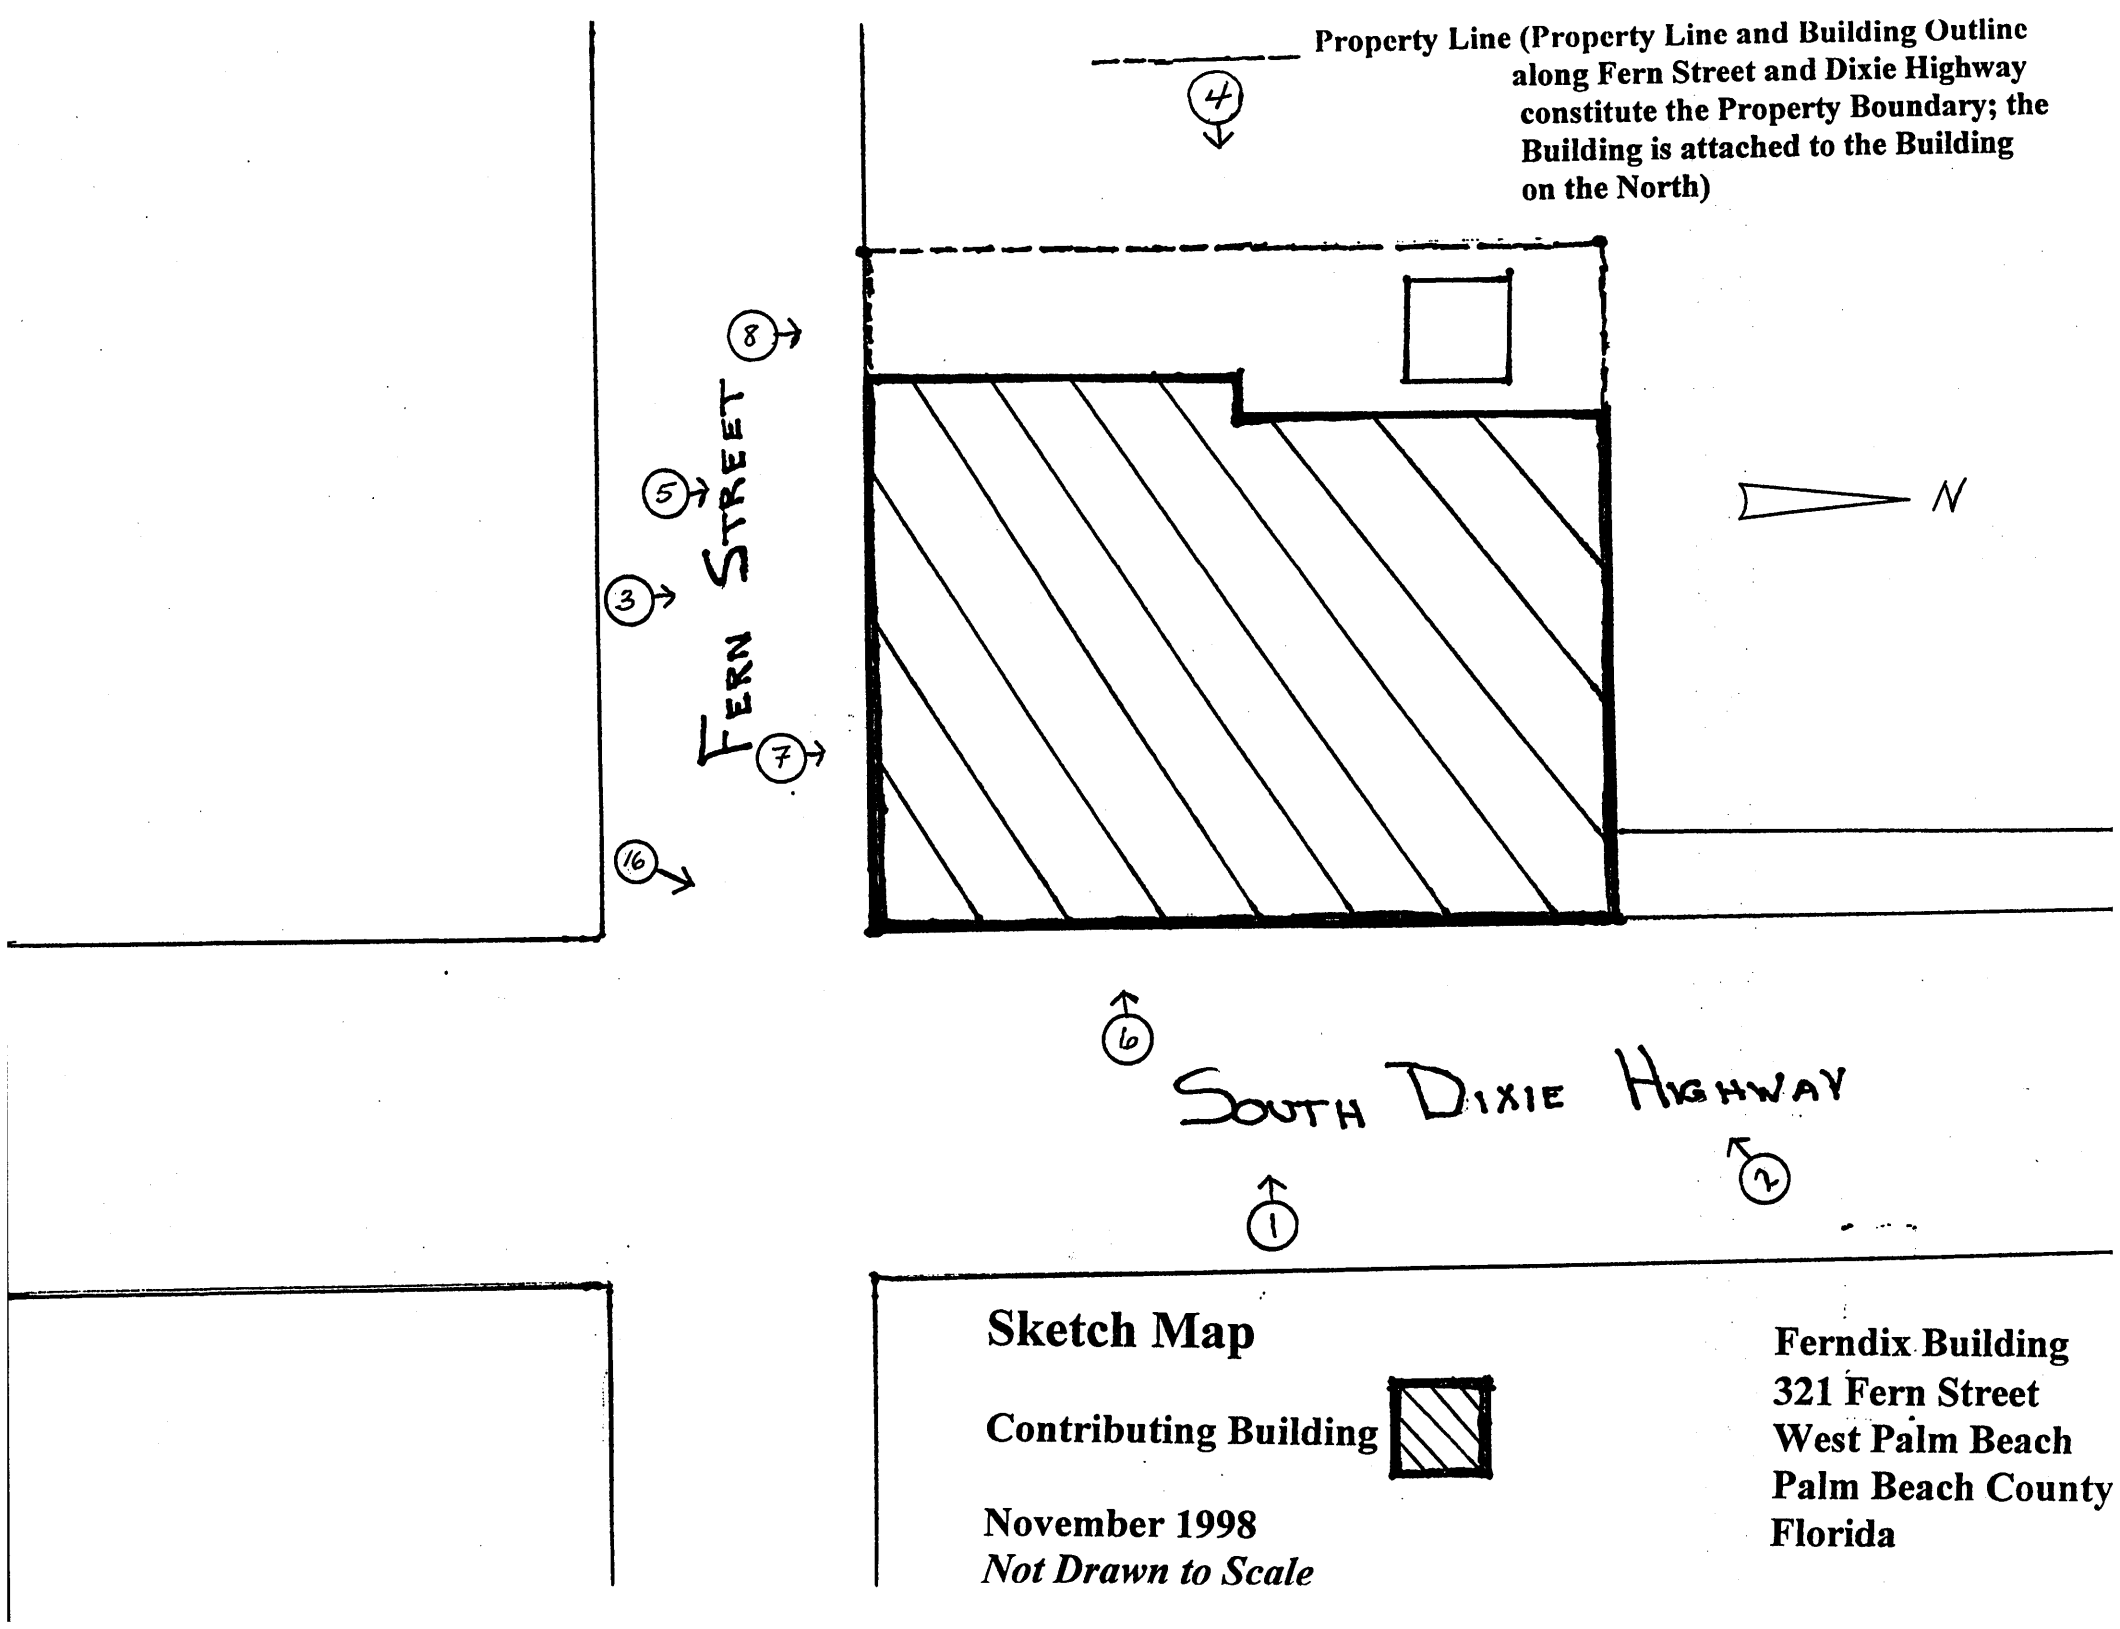 Property Line (Property Line and Building Outline
along Fern Street and Dixie Highway
constitute the Property Boundary; the
Building is attached to the Building
on the North)
4
8
5
3
FERN STREET
7
16
N
6
SOUTH DIXIE HIGHWAY
2
1
Sketch Map
Contributing Building
November 1998
Not Drawn to Scale
Ferndix Building
321 Fern Street
West Palm Beach
Palm Beach County
Florida